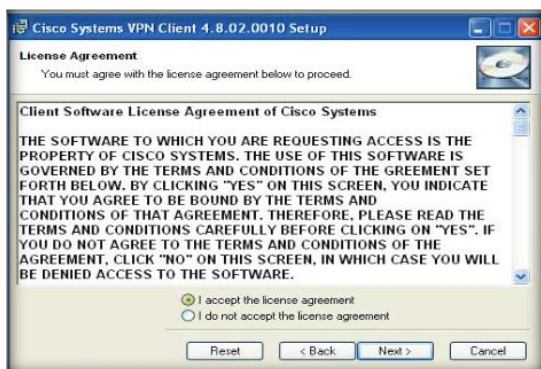 Cisco Systems VPN Client 4.8.02.0010 Setup
License Agreement
You must agree with the license agreement below to proceed.
Client Software License Agreement of Cisco Systems
THE SOFTWARE TO WHICH YOU ARE REQUESTING ACCESS IS THE
PROPERTY OF CISCO SYSTEMS. THE USE OF THIS SOFTWARE IS
GOVERNED BY THE TERMS AND CONDITIONS OF THE GREEMENT SET
FORTH BELOW. BY CLICKING "YES" ON THIS SCREEN, YOU INDICATE
THAT YOU AGREE TO BE BOUND BY THE TERMS AND
CONDITIONS OF THAT AGREEMENT. THEREFORE, PLEASE READ THE
TERMS AND CONDITIONS CAREFULLY BEFORE CLICKING ON "YES". IF
YOU DO NOT AGREE TO THE TERMS AND CONDITIONS OF THE
AGREEMENT, CLICK "NO" ON THIS SCREEN, IN WHICH CASE YOU WILL
BE DENIED ACCESS TO THE SOFTWARE.
I accept the license agreement
I do not accept the license agreement
Reset < Back Next > Cancel